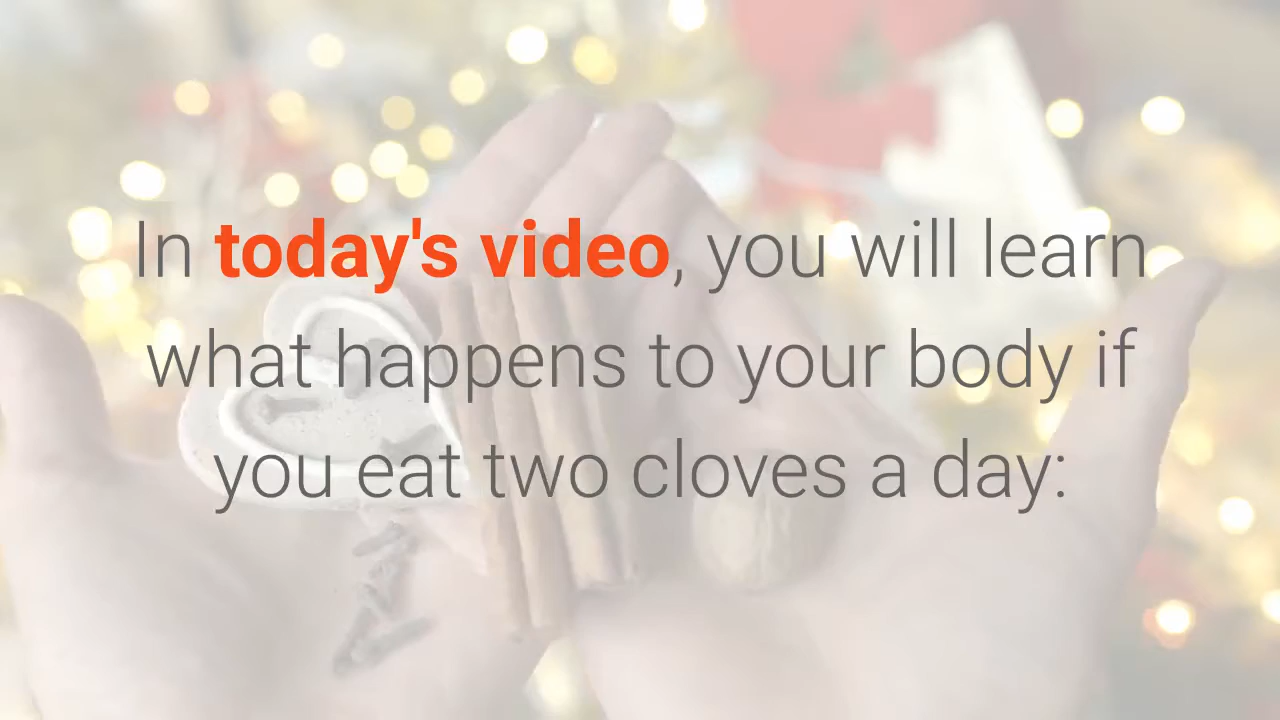 In today's video, you will learn
what happens to your body if
you eat two cloves a day: